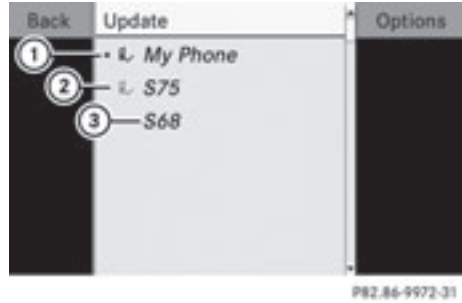 Back Update Options
1 My Phone
2 S75
3 S68
P82.86-9972-31